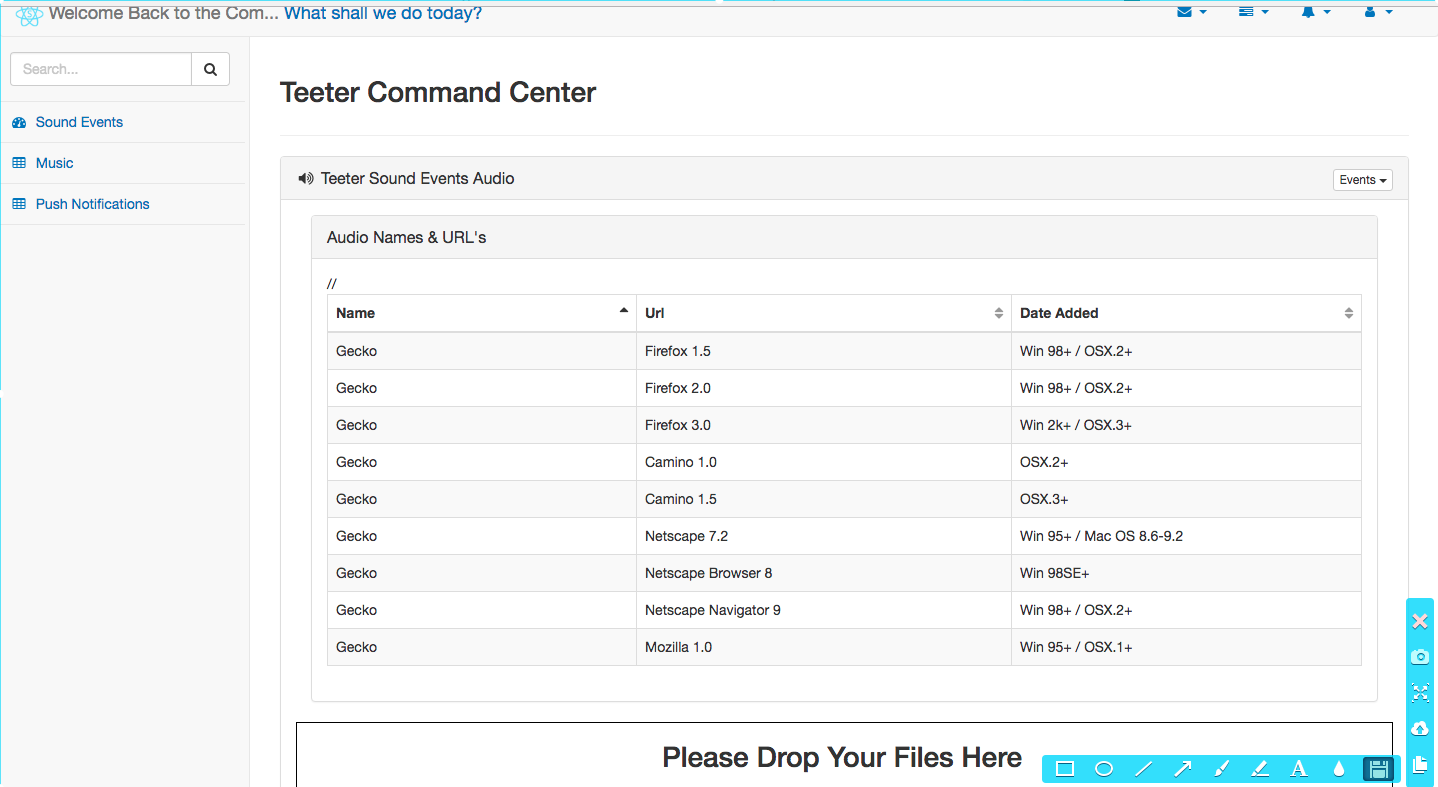 Welcome Back to the Com... What shall we do today?
Search...
Sound Events
Music
Push Notifications
Teeter Command Center
Teeter Sound Events Audio
Events
Audio Names & URL's
//
Name Url Date Added
Gecko Firefox 1.5 Win 98+ / OSX.2+
Gecko Firefox 2.0 Win 98+ / OSX.2+
Gecko Firefox 3.0 Win 2k+ / OSX.3+
Gecko Camino 1.0 OSX.2+
Gecko Camino 1.5 OSX.3+
Gecko Netscape 7.2 Win 95+ / Mac OS 8.6-9.2
Gecko Netscape Browser 8 Win 98SE+
Gecko Netscape Navigator 9 Win 98+ / OSX.2+
Gecko Mozilla 1.0 Win 95+ / OSX.1+
Please Drop Your Files Here
A